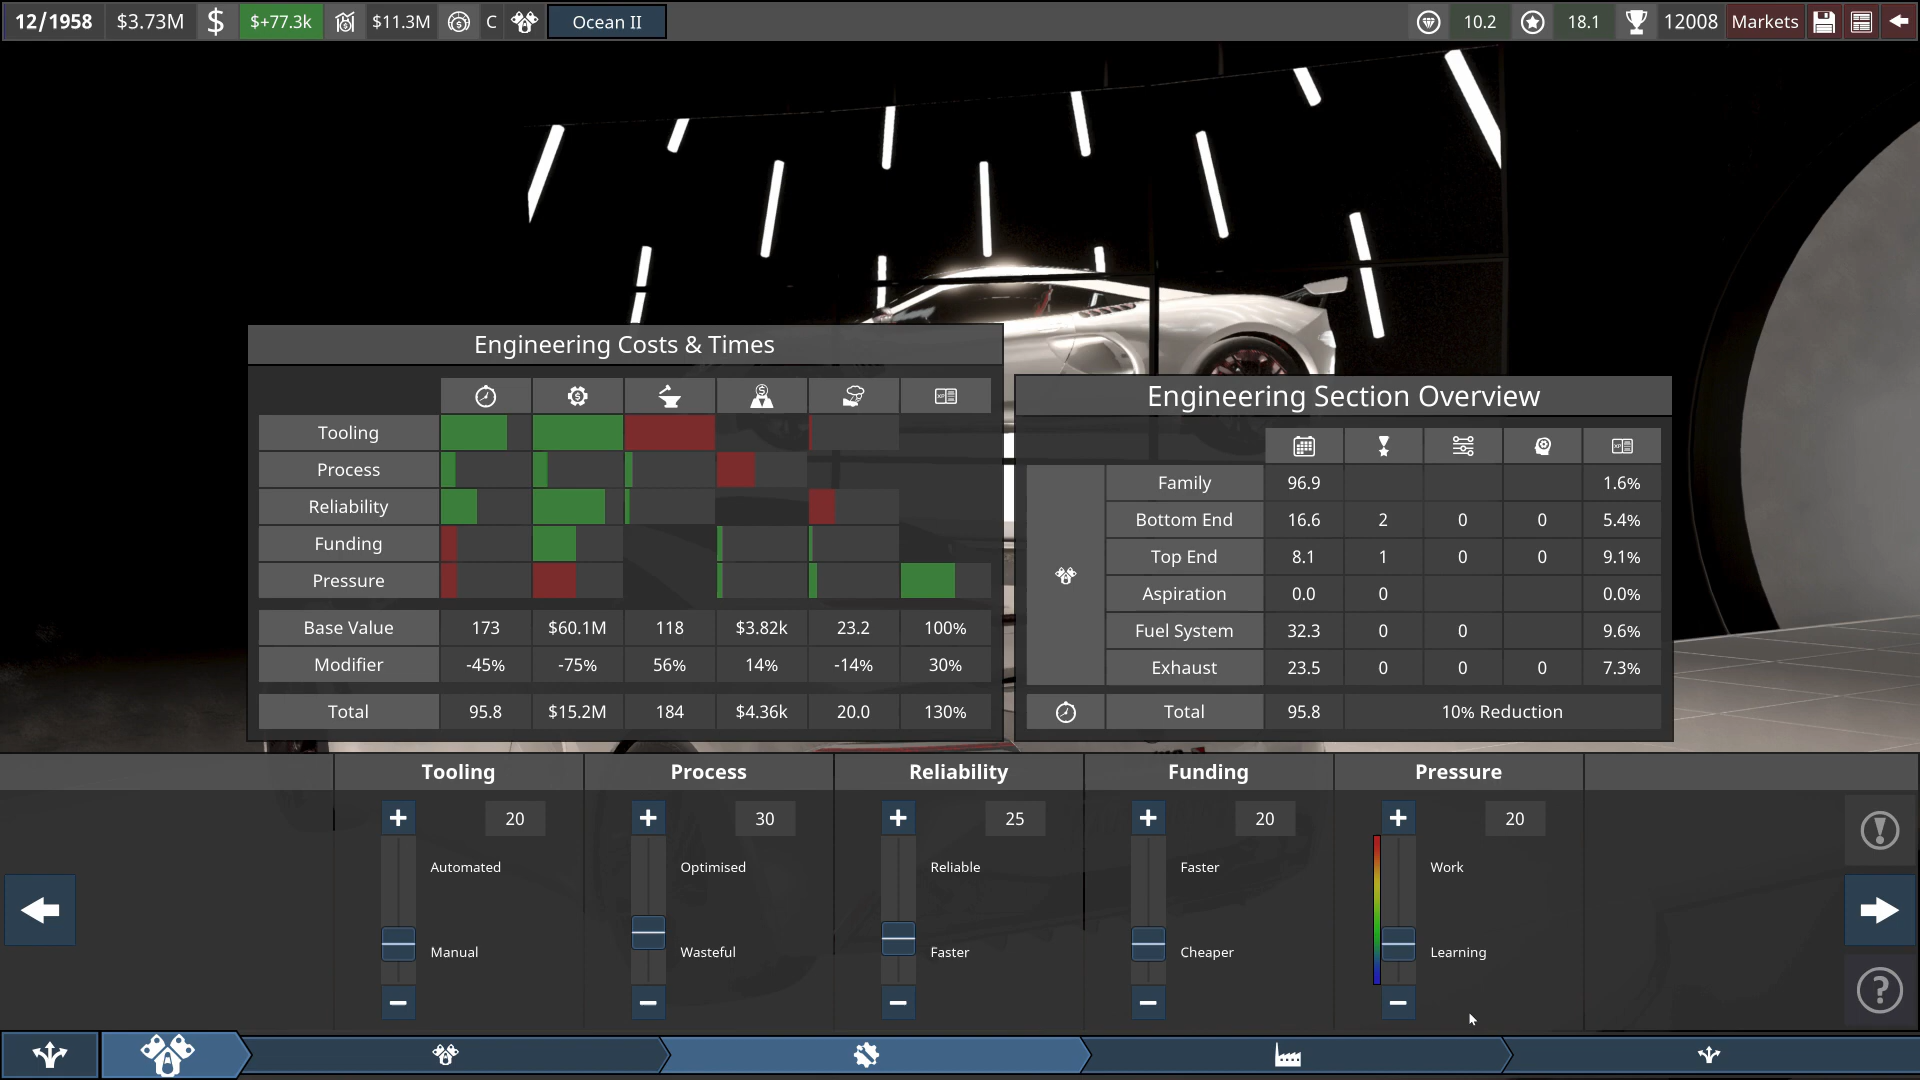 12/1958 $3.73M $+77.3k $11.3M C Ocean II 10.2 18.1 12008 Markets
Engineering Costs & Times
Tooling
Process
Reliability
Funding
Pressure
Base Value 173 $60.1M 118 $3.82k 23.2 100%
Modifier -45% -75% 56% 14% -14% 30%
Total 95.8 $15.2M 184 $4.36k 20.0 130%
Engineering Section Overview
Family 96.9 1.6%
Bottom End 16.6 2 0 0 5.4%
Top End 8.1 1 0 0 9.1%
Aspiration 0.0 0 0.0%
Fuel System 32.3 0 0 9.6%
Exhaust 23.5 0 0 0 7.3%
Total 95.8 10% Reduction
Tooling Process Reliability Funding Pressure
+ 20 + 30 + 25 + 20 + 20
Automated Optimised Reliable Faster Work
Manual Wasteful Faster Cheaper Learning
− − − − −